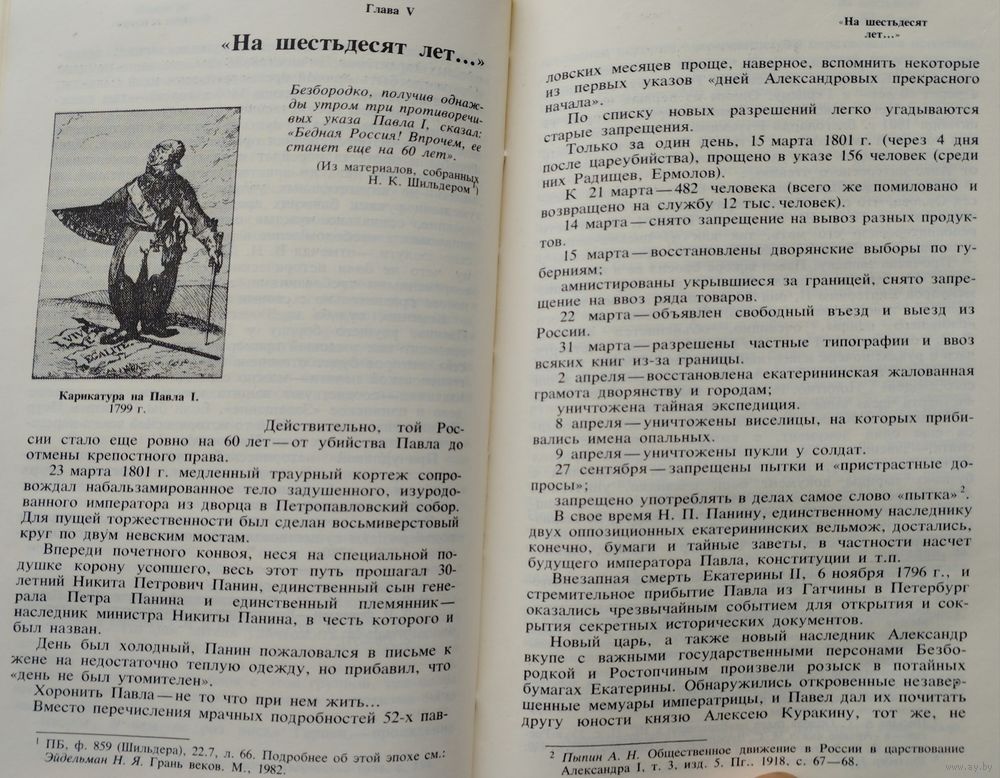 Глава V
«На шестьдесят лет...»
Безбородко, получив однаж-
ды утром три противоречи-
вых указа Павла I, сказал:
«Бедная Россия! Впрочем, ее
станет еще на 60 лет».
(Из материалов, собранных
Н. К. Шильдером¹)
VIVE
EGALITE
Карикатура на Павла I.
1799 г.
Действительно, той Рос-
сии стало еще ровно на 60 лет — от убийства Павла до
отмены крепостного права.
23 марта 1801 г. медленный траурный кортеж сопро-
вождал набальзамированное тело задушенного, изуродо-
ванного императора из дворца в Петропавловский собор.
Для пущей торжественности был сделан восьмиверстовый
круг по двум невским мостам.
Впереди почетного конвоя, неся на специальной по-
душке корону усопшего, весь этот путь прошагал 30-
летний Никита Петрович Панин, единственный сын гене-
рала Петра Панина и единственный племянник—
наследник министра Никиты Панина, в честь которого и
был назван.
День был холодный, Панин пожаловался в письме к
жене на недостаточно теплую одежду, но прибавил, что
«день не был утомителен».
Хоронить Павла — не то что при нем жить...
Вместо перечисления мрачных подробностей 52-х пав-
¹ ПБ, ф. 859 (Шильдера), 22.7, л. 66. Подробнее об этой эпохе см.:
Эйдельман Н. Я. Грань веков. М., 1982.
«На шестьдесят
лет...»
ловских месяцев проще, наверное, вспомнить некоторые
из первых указов «дней Александровых прекрасного
начала».
По списку новых разрешений легко угадываются
старые запрещения.
Только за один день, 15 марта 1801 г. (через 4 дня
после цареубийства), прощено в указе 156 человек (среди
них Радищев, Ермолов).
К 21 марта — 482 человека (всего же помиловано и
возвращено на службу 12 тыс. человек).
14 марта — снято запрещение на вывоз разных продук-
тов.
15 марта — восстановлены дворянские выборы по гу-
берниям;
амнистированы укрывшиеся за границей, снято запре-
щение на ввоз ряда товаров.
22 марта — объявлен свободный въезд и выезд из
России.
31 марта — разрешены частные типографии и ввоз
всяких книг из-за границы.
2 апреля — восстановлена екатерининская жалованная
грамота дворянству и городам;
уничтожена тайная экспедиция.
8 апреля — уничтожены виселицы, на которых приби-
вались имена опальных.
9 апреля — уничтожены пукли у солдат.
27 сентября — запрещены пытки и «пристрастные до-
просы»;
запрещено употреблять в делах самое слово «пытка»².
В свое время Н. П. Панину, единственному наследнику
двух оппозиционных екатерининских вельмож, достались,
конечно, бумаги и тайные заветы, в частности насчет
будущего императора Павла, конституции и т.п.
Внезапная смерть Екатерины II, 6 ноября 1796 г., и
стремительное прибытие Павла из Гатчины в Петербург
оказались чрезвычайным событием для открытия и сок-
рытия секретных исторических документов.
Новый царь, а также новый наследник Александр
вкупе с важными государственными персонами Безбо-
родкой и Ростопчиным произвели розыск в потайных
бумагах Екатерины. Обнаружились откровенные незавер-
шенные мемуары императрицы, и Павел дал их почитать
другу юности князю Алексею Куракину, тот же, не
² Пыпин А. Н. Общественное движение в России в царствование
Александра I, т. 3, изд. 5. Пг., 1918, с. 67—68.
www.ay.by